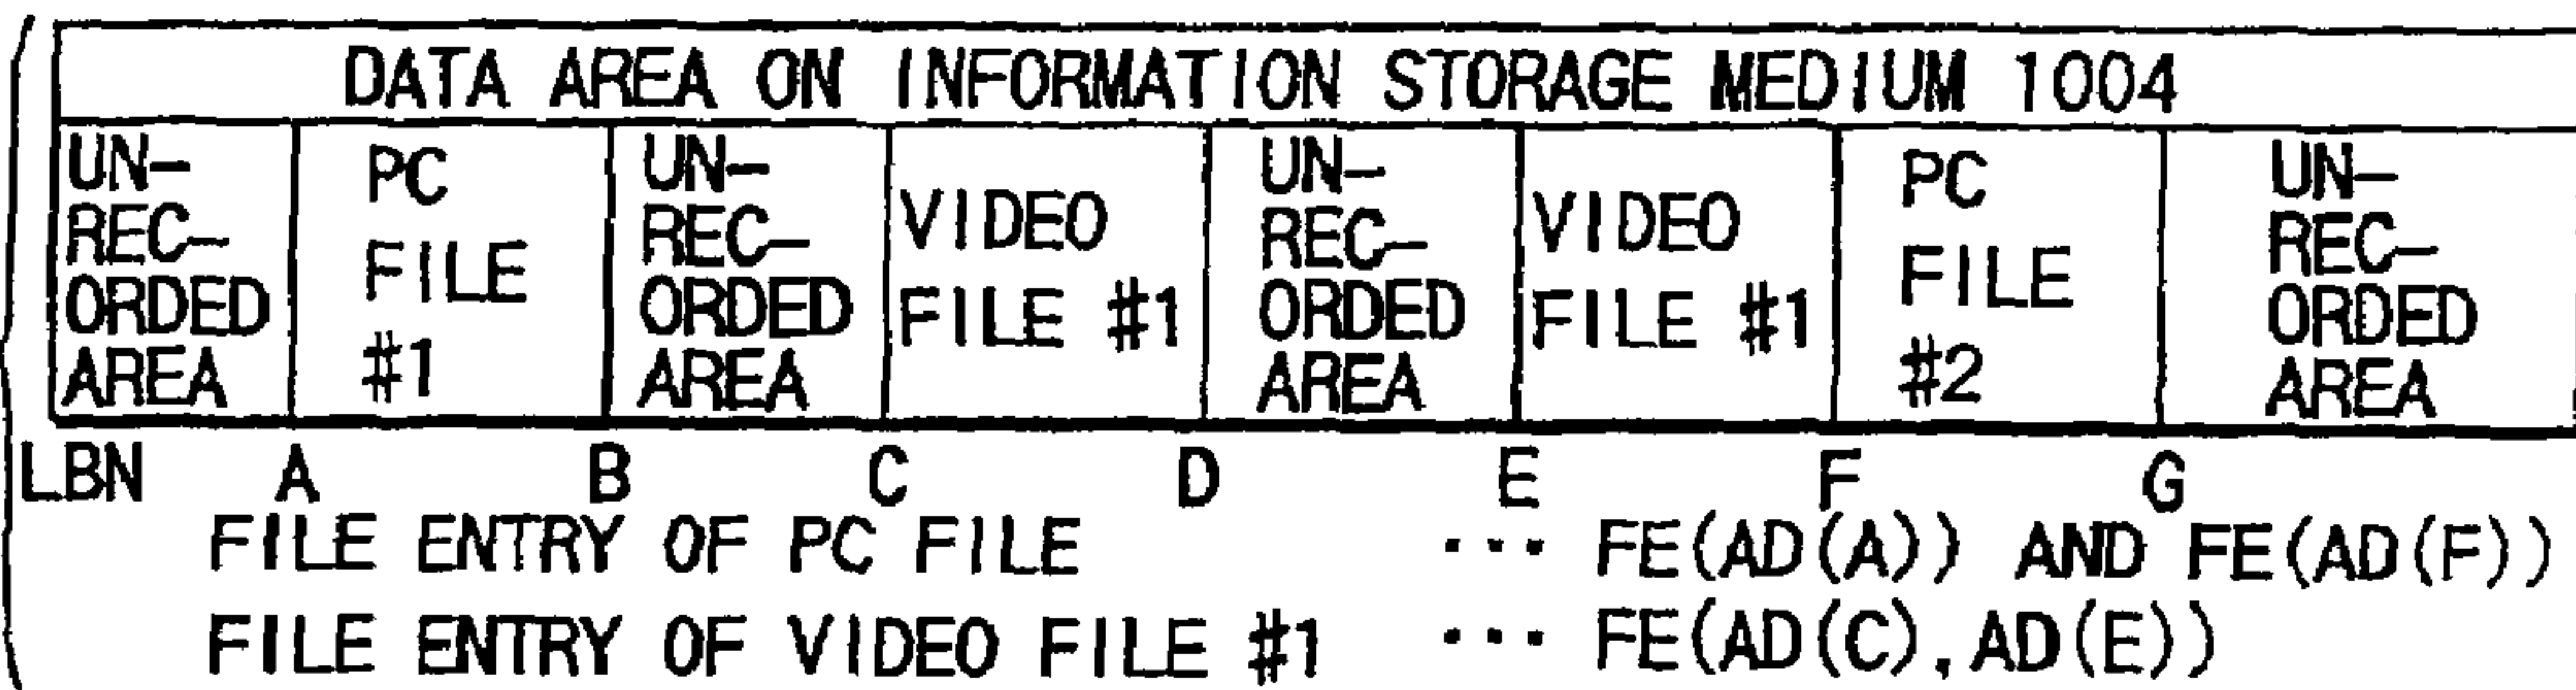 DATA AREA ON INFORMATION STORAGE MEDIUM 1004
UN-
REC-
ORDED
AREA
PC
FILE
#1
UN-
REC-
ORDED
AREA
VIDEO
FILE #1
UN-
REC-
ORDED
AREA
VIDEO
FILE #1
PC
FILE
#2
UN-
REC-
ORDED
AREA
LBN A B C D E F G
FILE ENTRY OF PC FILE ··· FE(AD(A)) AND FE(AD(F))
FILE ENTRY OF VIDEO FILE #1 ··· FE(AD(C), AD(E))